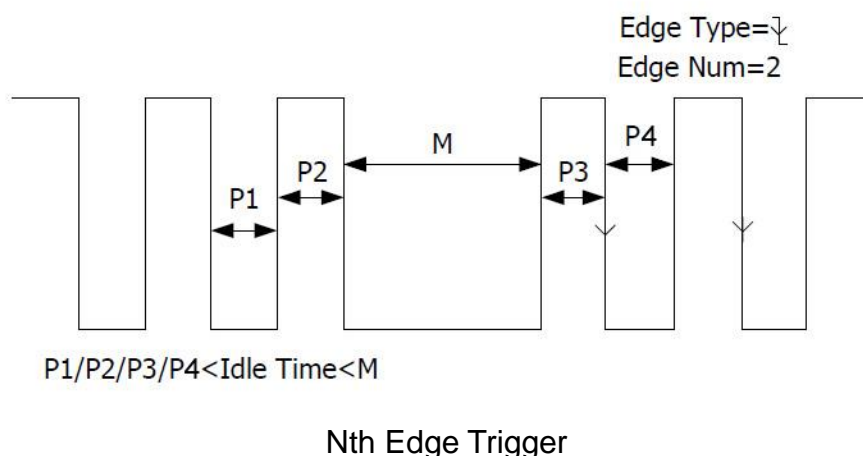 Edge Type=
Edge Num=2
M
P4
P2
P3
P1
P1/P2/P3/P4<Idle Time<M
Nth Edge Trigger